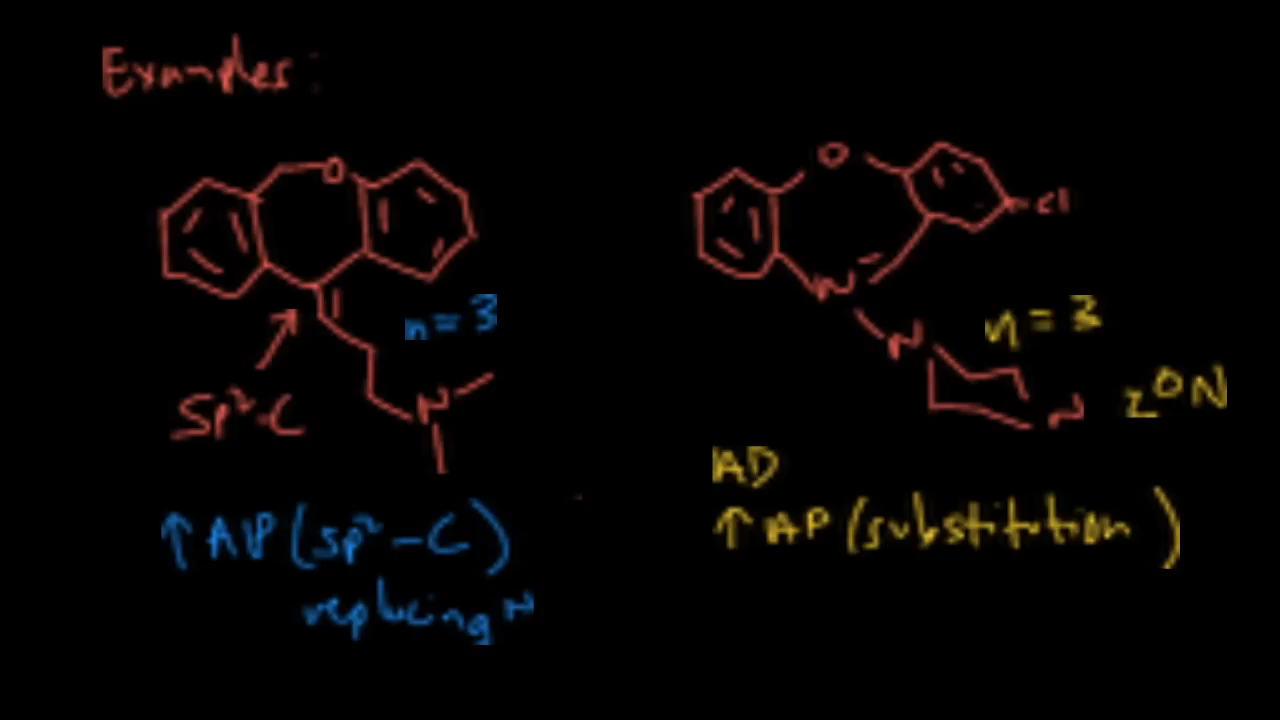 Examples:
O
n=3
Sp²-C
N
↑ AP (sp²-C)
replacing N
O
Cl
N
N
n=3
N
2°N
AD
↑ AP (substitution)